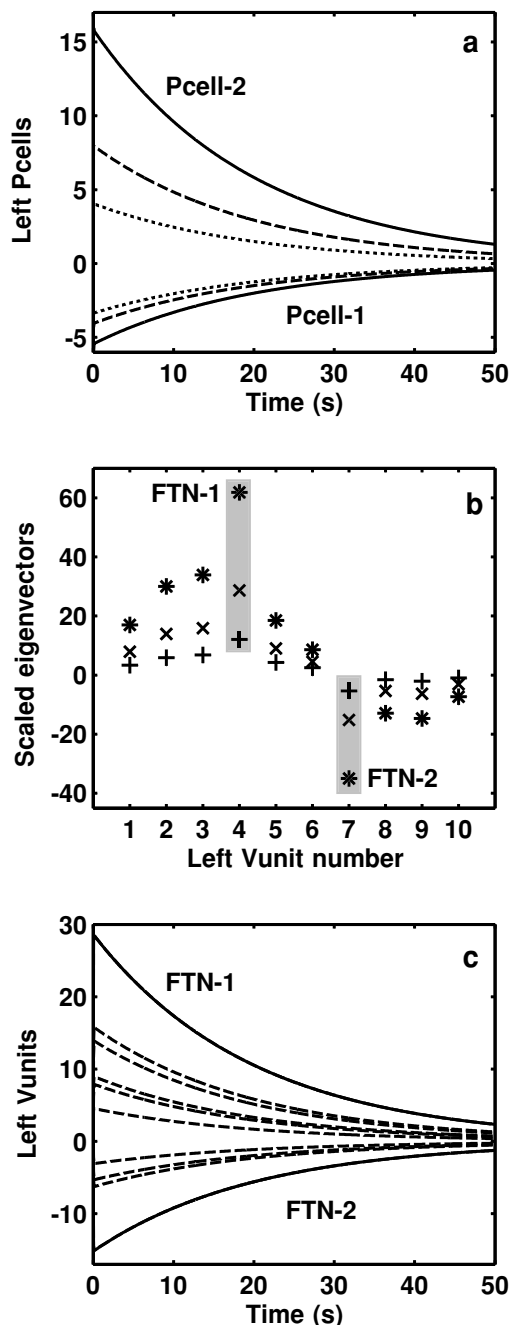 a
15
Pcell-2
10
Left Pcells
5
0
Pcell-1
-5
0 10 20 30 40 50
Time (s)
b
60
FTN-1
40
Scaled eigenvectors
20
0
-20
FTN-2
-40
1 2 3 4 5 6 7 8 9 10
Left Vunit number
30
c
FTN-1
20
Left Vunits
10
0
FTN-2
-10
0 10 20 30 40 50
Time (s)